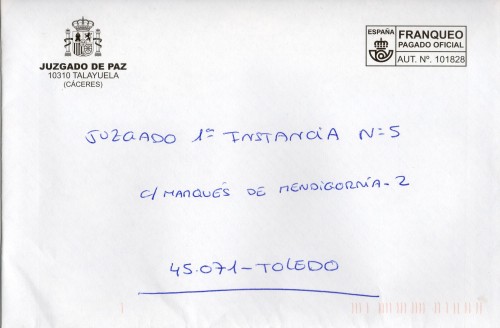 JUZGADO DE PAZ
10310 TALAYUELA
(CÁCERES)
ESPAÑA
FRANQUEO
PAGADO OFICIAL
AUT. Nº. 101828
JUZGADO 1ª INSTANCIA Nº 5
C/ MARQUÉS DE MENDIGORRÍA - 2
45.071 - TOLEDO